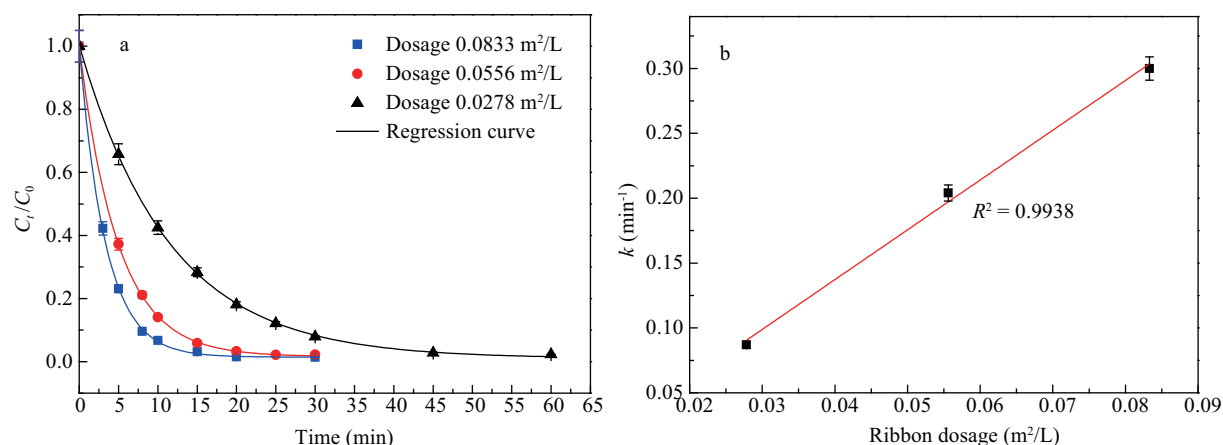 a
Dosage 0.0833 m²/L
Dosage 0.0556 m²/L
Dosage 0.0278 m²/L
Regression curve
1.0
0.8
0.6
0.4
0.2
0.0
Cₜ/C₀
0 5 10 15 20 25 30 35 40 45 50 55 60 65
Time (min)
b
0.30
0.25
0.20
0.15
0.10
0.05
k (min⁻¹)
R² = 0.9938
0.02 0.03 0.04 0.05 0.06 0.07 0.08 0.09
Ribbon dosage (m²/L)